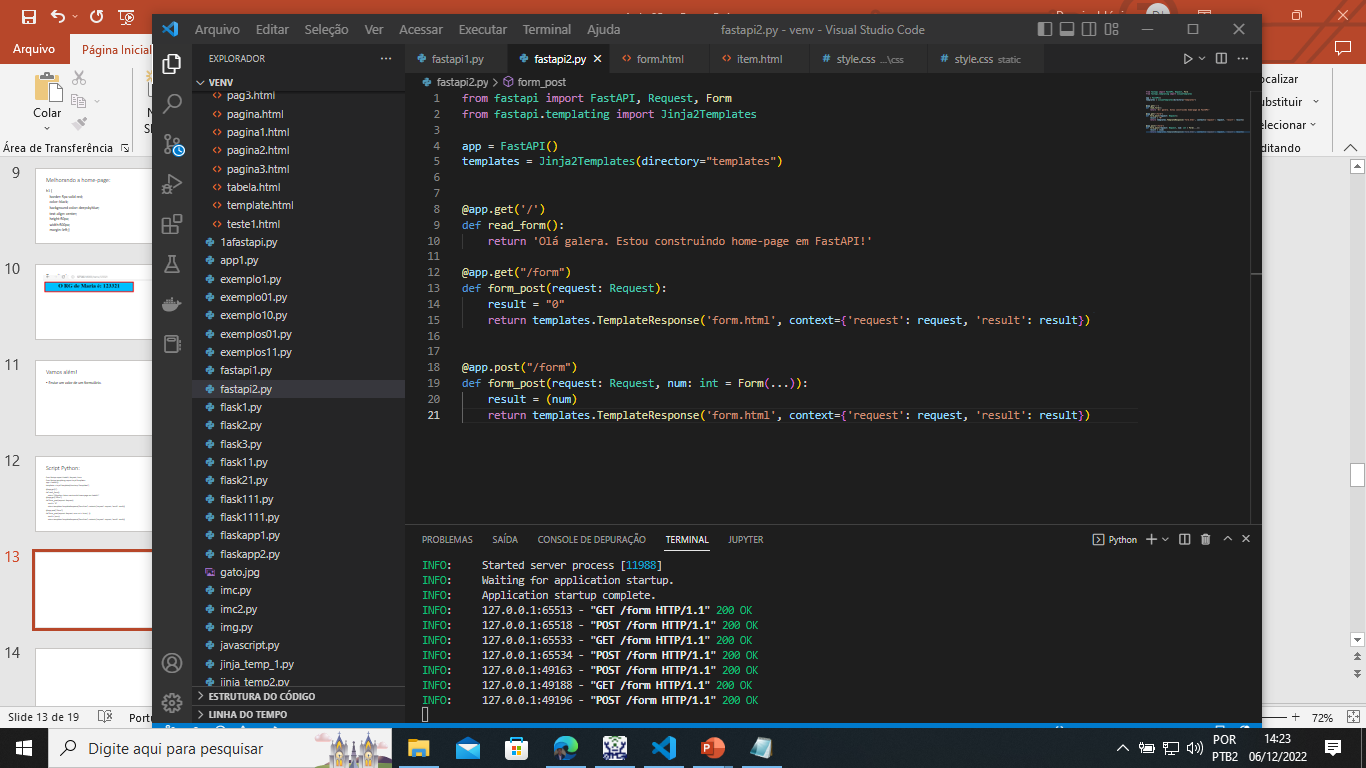 Arquivo
Página Inicial
Colar
Área de Transferência
ocalizar
ubstituir
elecionar
ditando
9
Melhorando a home-page:
10
O RG de Mario é: 123321
11
Vamos além!
12
Script Python:
13
14
Slide 13 de 19
Portu
72%
Arquivo Editar Seleção Ver Acessar Executar Terminal Ajuda
fastapi2.py - venv - Visual Studio Code
EXPLORADOR
VENV
pag3.html
pagina.html
pagina1.html
pagina2.html
pagina3.html
tabela.html
template.html
teste1.html
1afastapi.py
app1.py
exemplo1.py
exemplo01.py
exemplo10.py
exemplos01.py
exemplos11.py
fastapi1.py
fastapi2.py
flask1.py
flask2.py
flask3.py
flask11.py
flask21.py
flask111.py
flask1111.py
flaskapp1.py
flaskapp2.py
gato.jpg
imc.py
imc2.py
img.py
javascript.py
jinja_temp_1.py
jinja_temp2.py
ESTRUTURA DO CÓDIGO
LINHA DO TEMPO
fastapi1.py fastapi2.py form.html item.html style.css ...\css style.css static
fastapi2.py > form_post
1 from fastapi import FastAPI, Request, Form
2 from fastapi.templating import Jinja2Templates
3
4 app = FastAPI()
5 templates = Jinja2Templates(directory="templates")
6
7
8 @app.get('/')
9 def read_form():
10 return 'Olá galera. Estou construindo home-page em FastAPI!'
11
12 @app.get("/form")
13 def form_post(request: Request):
14 result = "0"
15 return templates.TemplateResponse('form.html', context={'request': request, 'result': result})
16
17
18 @app.post("/form")
19 def form_post(request: Request, num: int = Form(...)):
20 result = (num)
21 return templates.TemplateResponse('form.html', context={'request': request, 'result': result})
PROBLEMAS SAÍDA CONSOLE DE DEPURAÇÃO TERMINAL JUPYTER
Python
INFO: Started server process [11988]
INFO: Waiting for application startup.
INFO: Application startup complete.
INFO: 127.0.0.1:65513 - "GET /form HTTP/1.1" 200 OK
INFO: 127.0.0.1:65518 - "POST /form HTTP/1.1" 200 OK
INFO: 127.0.0.1:65533 - "GET /form HTTP/1.1" 200 OK
INFO: 127.0.0.1:65534 - "POST /form HTTP/1.1" 200 OK
INFO: 127.0.0.1:49163 - "POST /form HTTP/1.1" 200 OK
INFO: 127.0.0.1:49188 - "GET /form HTTP/1.1" 200 OK
INFO: 127.0.0.1:49196 - "POST /form HTTP/1.1" 200 OK
Digite aqui para pesquisar
POR
PTB2
14:23
06/12/2022